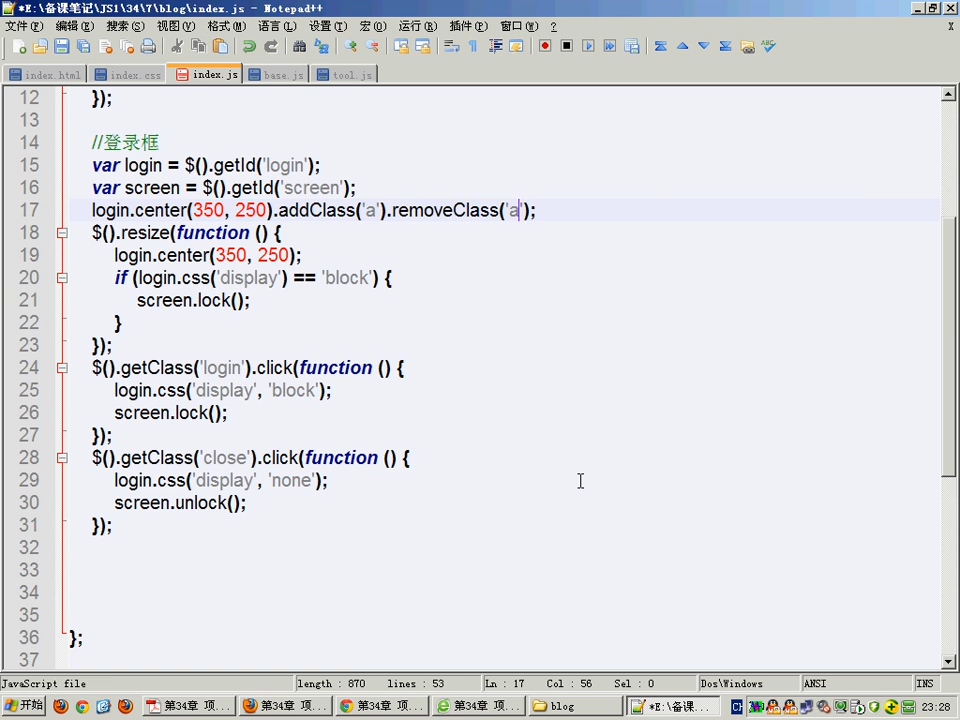 *E:\备课笔记\JS1\34\7\blog\index.js - Notepad++
文件(F) 编辑(E) 搜索(S) 视图(V) 格式(M) 语言(L) 设置(T) 宏(O) 运行(R) 插件(P) 窗口(W) ? X
index.html index.css index.js base.js tool.js
12 });
13
14 //登录框
15 var login = $().getId('login');
16 var screen = $().getId('screen');
17 login.center(350, 250).addClass('a').removeClass('a');
18 $().resize(function () {
19 login.center(350, 250);
20 if (login.css('display') == 'block') {
21 screen.lock();
22 }
23 });
24 $().getClass('login').click(function () {
25 login.css('display', 'block');
26 screen.lock();
27 });
28 $().getClass('close').click(function () {
29 login.css('display', 'none');
30 screen.unlock();
31 });
32
33
34
35
36 };
37
JavaScript file length : 870 lines : 53 Ln : 17 Col : 56 Sel : 0 Dos\Windows ANSI INS
开始 第34章 项... 第34章 项... 第34章 项... 第34章 项... blog *E:\备课... CH 23:28